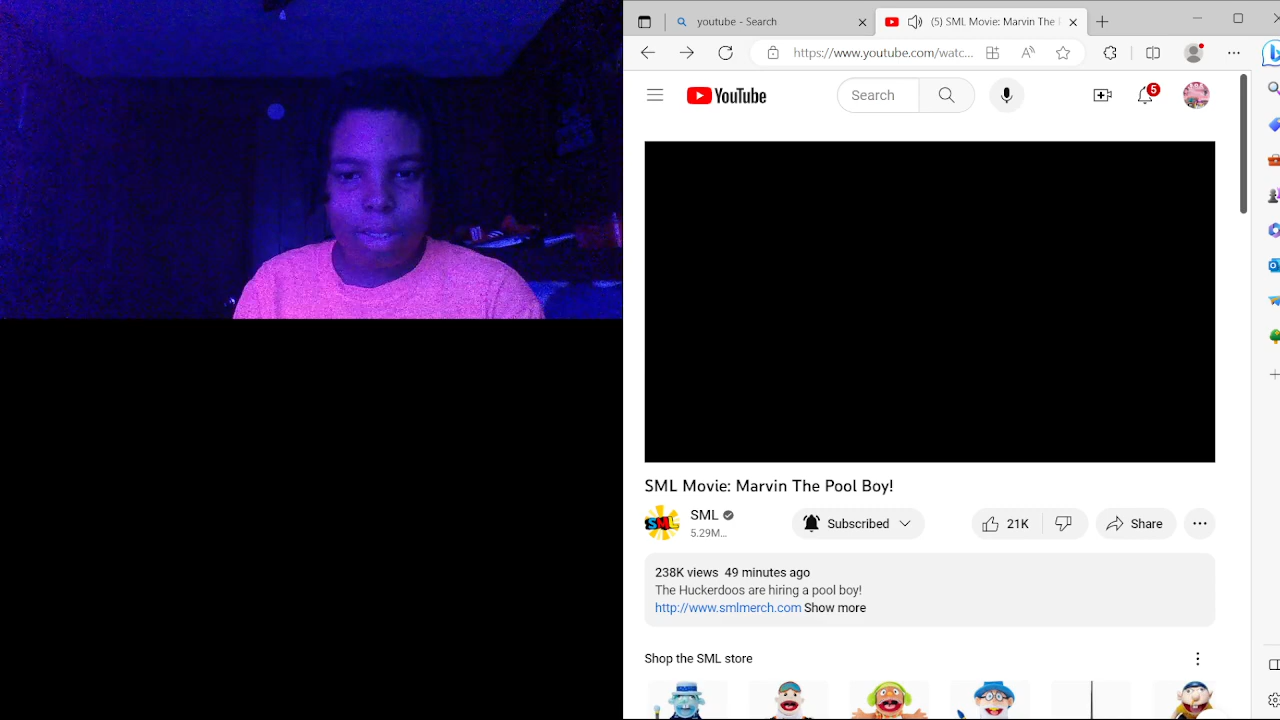 youtube - Search
(5) SML Movie: Marvin The
https://www.youtube.com/watc...
YouTube
Search
5
SML Movie: Marvin The Pool Boy!
SML
SML
5.29M...
Subscribed
21K
Share
238K views 49 minutes ago
The Huckerdoos are hiring a pool boy!
http://www.smlmerch.com Show more
Shop the SML store